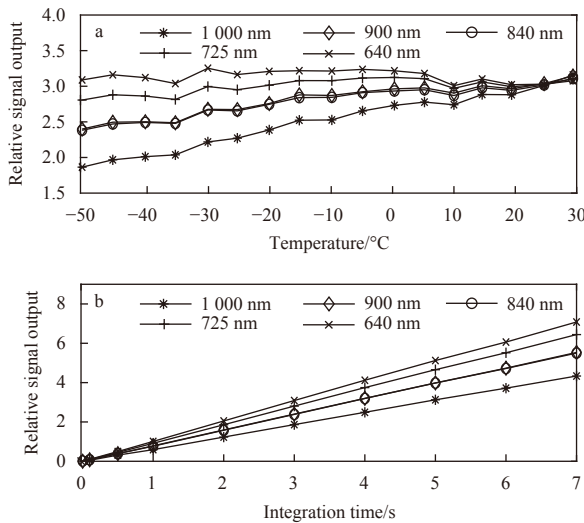 4.0
a
1 000 nm
900 nm
840 nm
725 nm
640 nm
3.5
3.0
2.5
2.0
1.5
Relative signal output
−50 −40 −30 −20 −10 0 10 20 30
Temperature/°C
b
1 000 nm
900 nm
840 nm
725 nm
640 nm
8
6
4
2
0
Relative signal output
0 1 2 3 4 5 6 7
Integration time/s